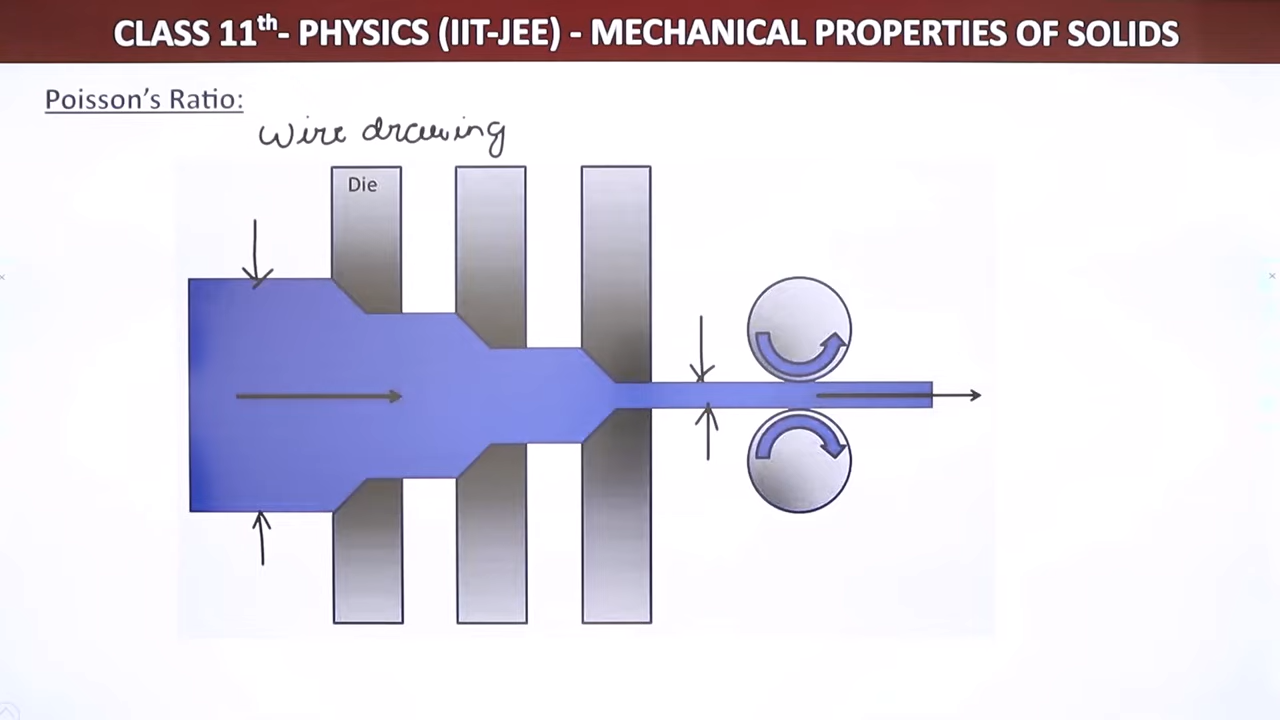 CLASS 11th- PHYSICS (IIT-JEE) - MECHANICAL PROPERTIES OF SOLIDS
Poisson's Ratio:
Wire drawing
Die